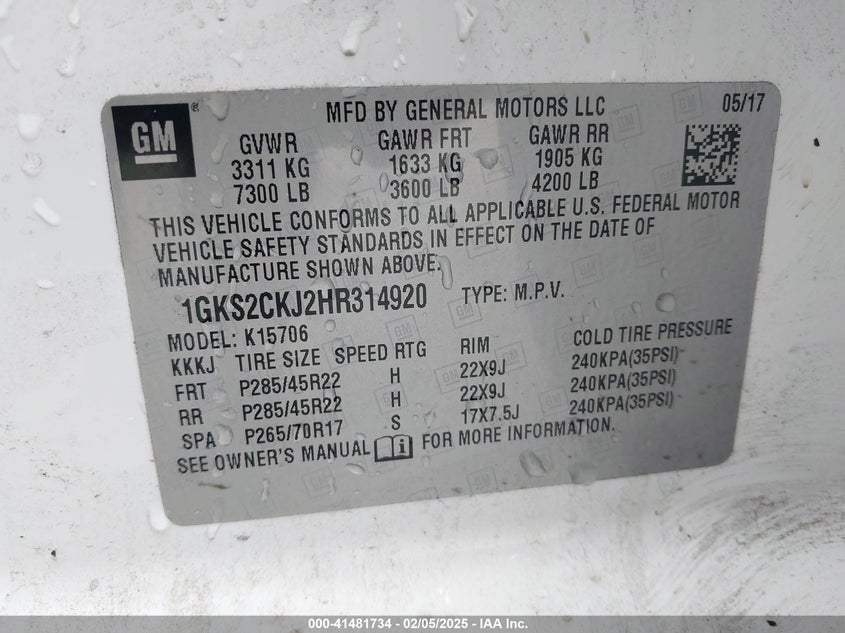 GM ®
MFD BY GENERAL MOTORS LLC 05/17
GVWR GAWR FRT GAWR RR
3311 KG 1633 KG 1905 KG
7300 LB 3600 LB 4200 LB
THIS VEHICLE CONFORMS TO ALL APPLICABLE U.S. FEDERAL MOTOR
VEHICLE SAFETY STANDARDS IN EFFECT ON THE DATE OF
MANUFACTURE SHOWN ABOVE.
1GKS2CKJ2HR314920 TYPE: M.P.V.
MODEL: K15706
KKKJ TIRE SIZE SPEED RTG RIM COLD TIRE PRESSURE
FRT P285/45R22 H 22X9J 240KPA(35PSI)
RR P285/45R22 H 22X9J 240KPA(35PSI)
SPA P265/70R17 S 17X7.5J 240KPA(35PSI)
SEE OWNER'S MANUAL FOR MORE INFORMATION.
000-41481734 - 02/05/2025 - IAA Inc.